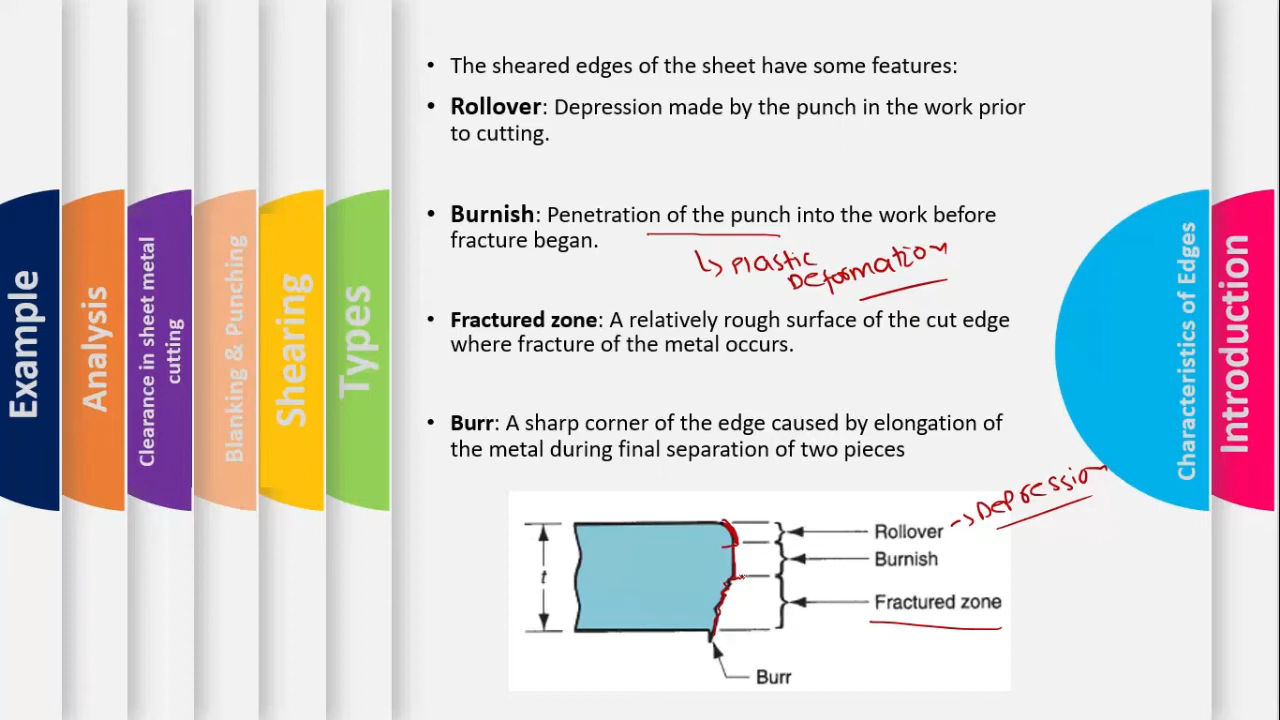 Example
Analysis
Clearance in sheet metal
cutting
Blanking & Punching
Shearing
Types
• The sheared edges of the sheet have some features:
• Rollover: Depression made by the punch in the work prior
to cutting.
• Burnish: Penetration of the punch into the work before
fracture began.
↳ Plastic
Deformation
• Fractured zone: A relatively rough surface of the cut edge
where fracture of the metal occurs.
• Burr: A sharp corner of the edge caused by elongation of
the metal during final separation of two pieces
t
Rollover -> Depression
Burnish
Fractured zone
Burr
Characteristics of Edges
Introduction